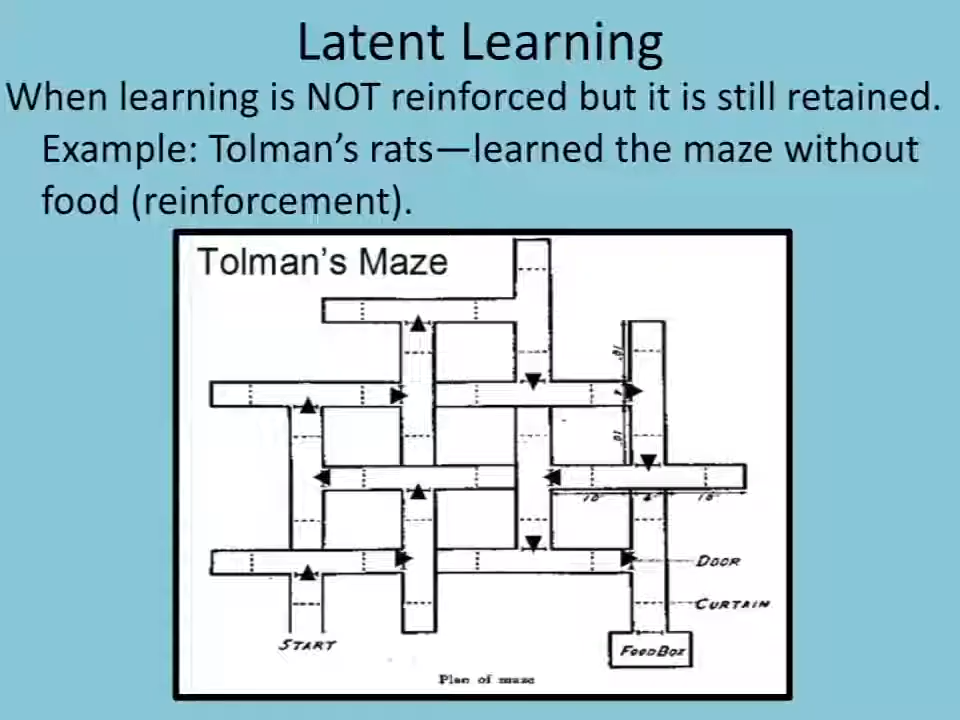 Latent Learning
When learning is NOT reinforced but it is still retained.
Example: Tolman's rats—learned the maze without
food (reinforcement).
Tolman's Maze
DOOR
CURTAIN
START
FOOD BOX
Plan of maze